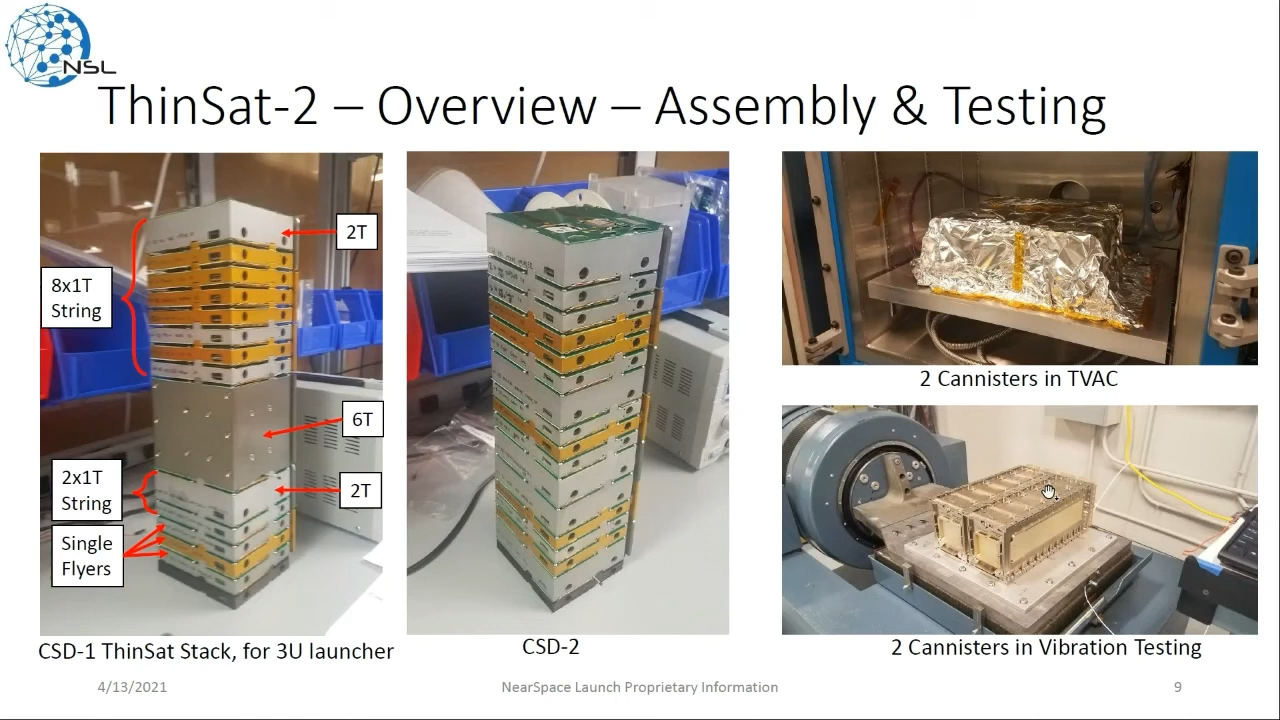 NSL
ThinSat-2 – Overview – Assembly & Testing
2T
8x1T
String
6T
2x1T
String
2T
Single
Flyers
CSD-1 ThinSat Stack, for 3U launcher
CSD-2
2 Cannisters in TVAC
2 Cannisters in Vibration Testing
4/13/2021
NearSpace Launch Proprietary Information
9